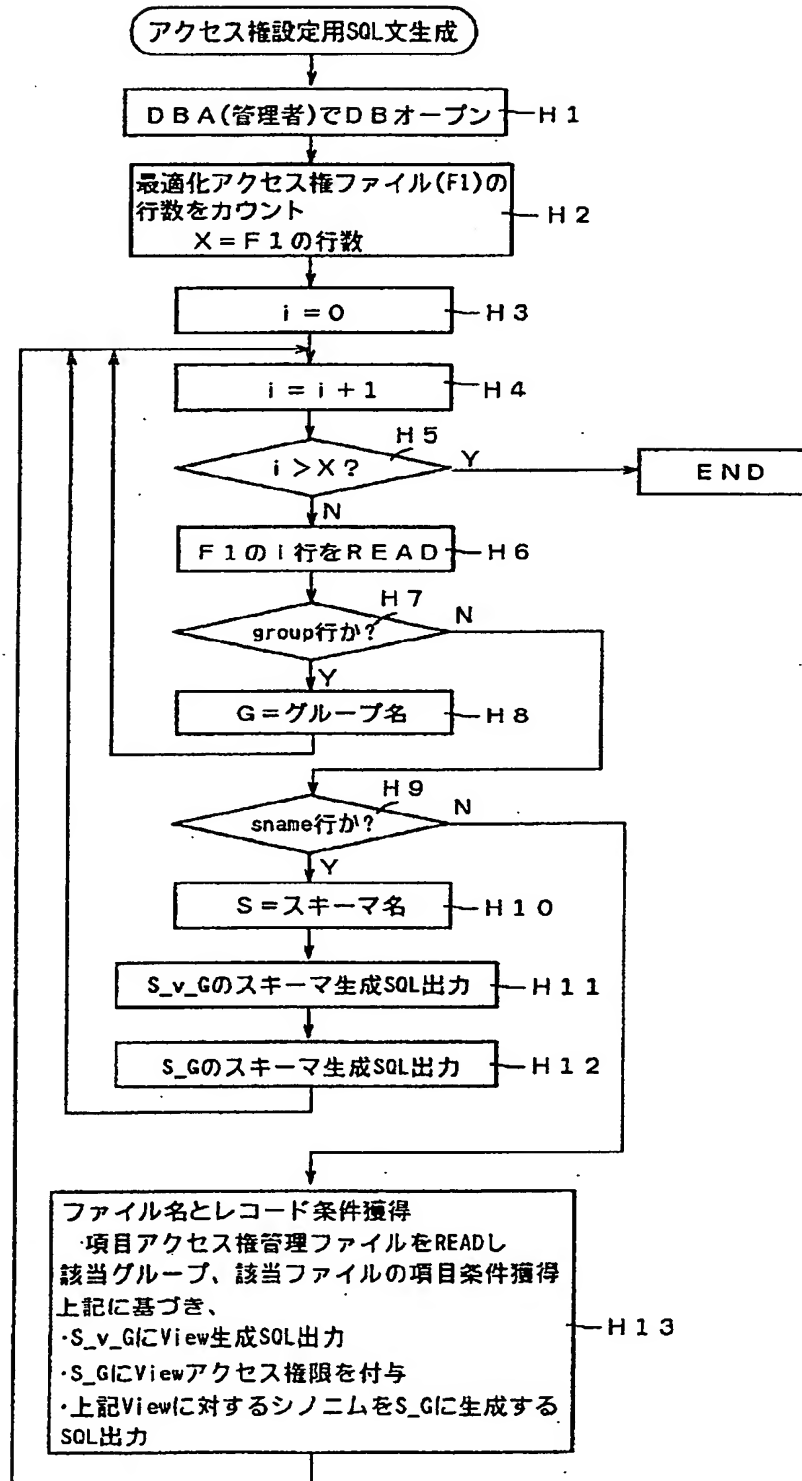 アクセス権設定用SQL文生成
DBA(管理者)でDBオープン
H1
最適化アクセス権ファイル(F1)の
行数をカウント
X=F1の行数
H2
i=0
H3
i=i+1
H4
H5
i>X?
Y
END
N
F1のi行をREAD
H6
H7
group行か?
N
Y
G=グループ名
H8
H9
sname行か?
N
Y
S=スキーマ名
H10
S_v_Gのスキーマ生成SQL出力
H11
S_Gのスキーマ生成SQL出力
H12
ファイル名とレコード条件獲得
・項目アクセス権管理ファイルをREADし
該当グループ、該当ファイルの項目条件獲得
上記に基づき、
・S_v_GにView生成SQL出力
・S_GにViewアクセス権限を付与
・上記Viewに対するシノニムをS_Gに生成する
SQL出力
H13